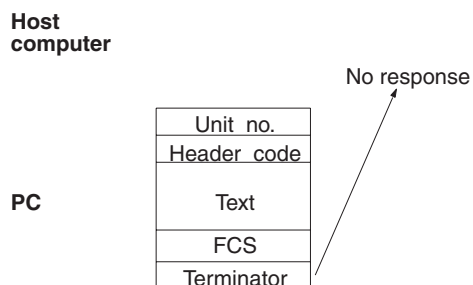 Host
computer
No response
Unit no.
Header code
PC
Text
FCS
Terminator